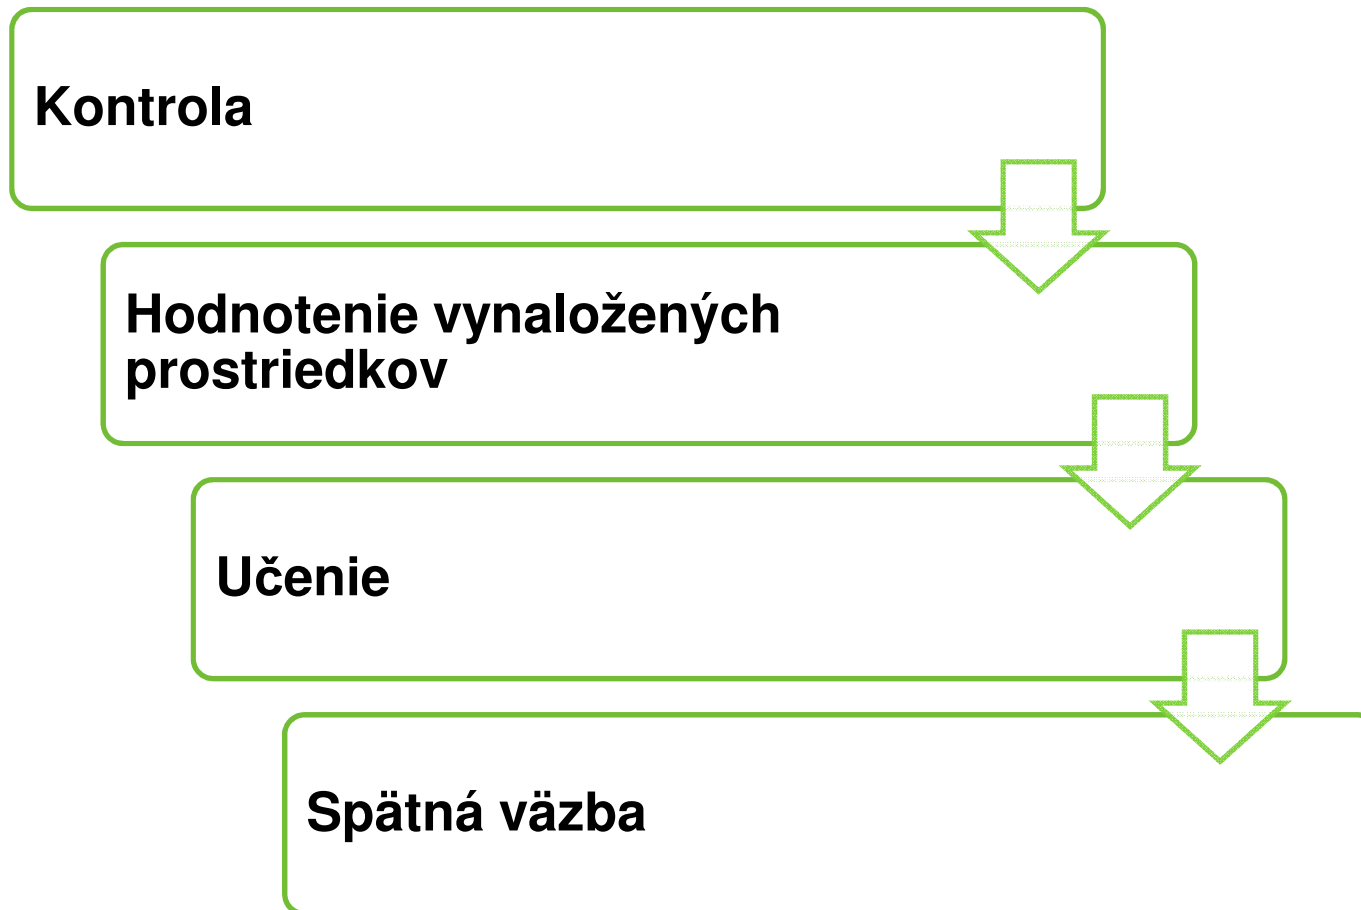 Kontrola
Hodnotenie vynaložených
prostriedkov
Učenie
Spätná väzba